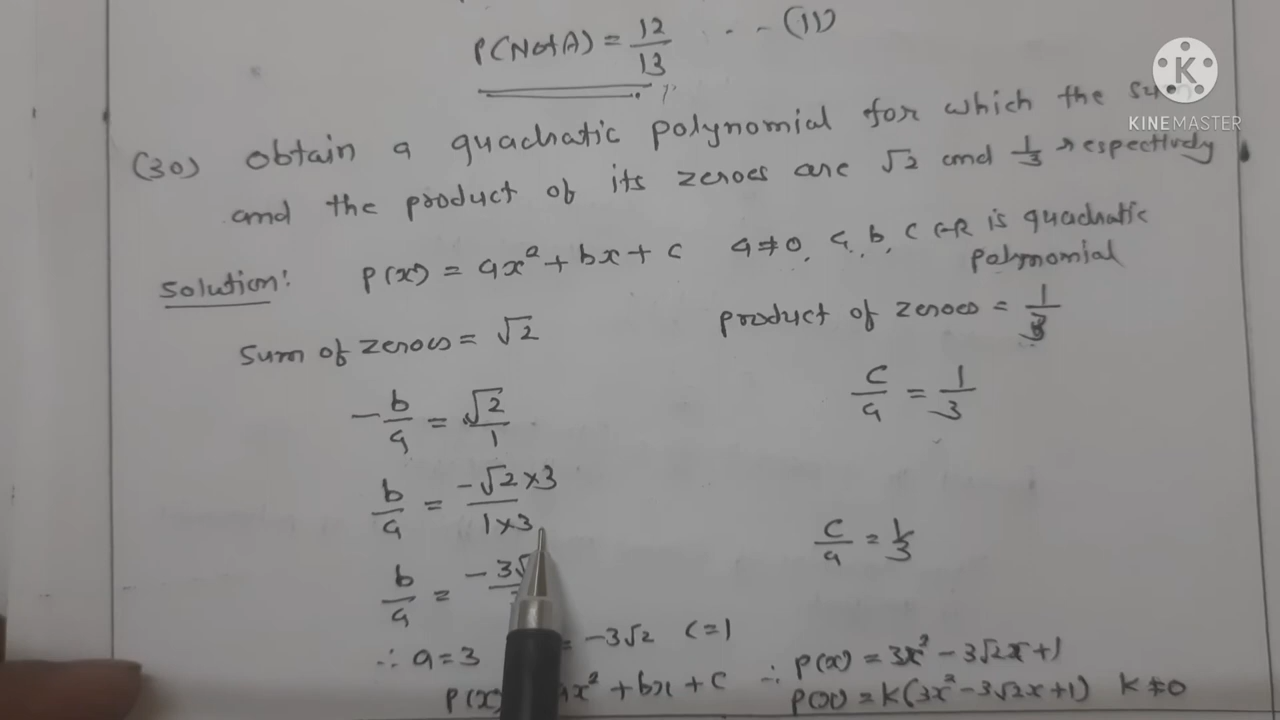 P(Not A) = 12/13 . . - (11)
K
KINEMASTER
(30) obtain a quadratic polynomial for which the
and the product of its zeroes are √2 and 1/3 respectively
Solution: P(x) = ax² + bx + c a≠0, a, b, c ∈ R is quadratic
polynomial
Sum of zeroes = √2 product of zeroes = 1/3
-b/a = √2/1 c/a = 1/3
b/a = -√2×3/1×3 c/a = 1/3
b/a = -3√
∴ a=3 = -3√2 c=1 ∴ P(x) = 3x² - 3√2x + 1
P(x) ax² + bx + c P(x) = K(3x² - 3√2x + 1) K≠0